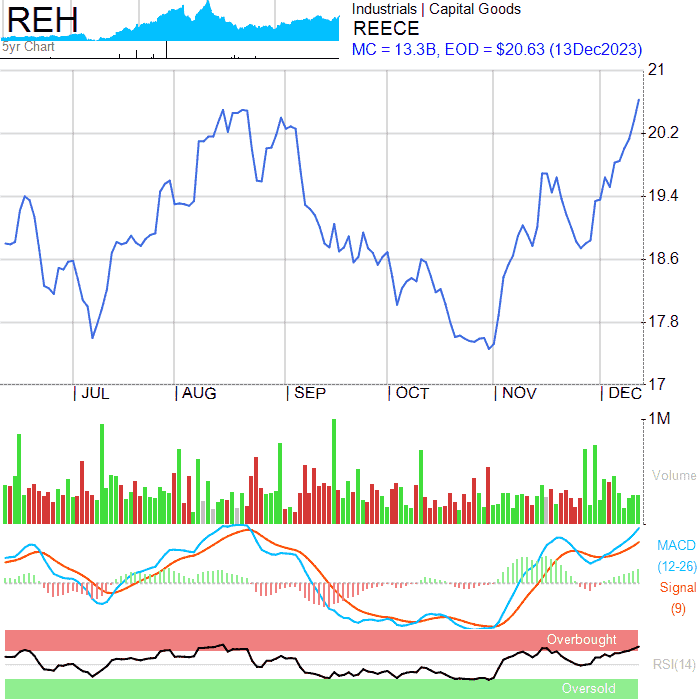 REH
5yr Chart
Industrials | Capital Goods
REECE
MC = 13.3B, EOD = $20.63 (13Dec2023)
21
20.2
19.4
18.6
17.8
17
JUL
AUG
SEP
OCT
NOV
DEC
1M
Volume
MACD
(12-26)
Signal
(9)
Overbought
RSI(14)
Oversold